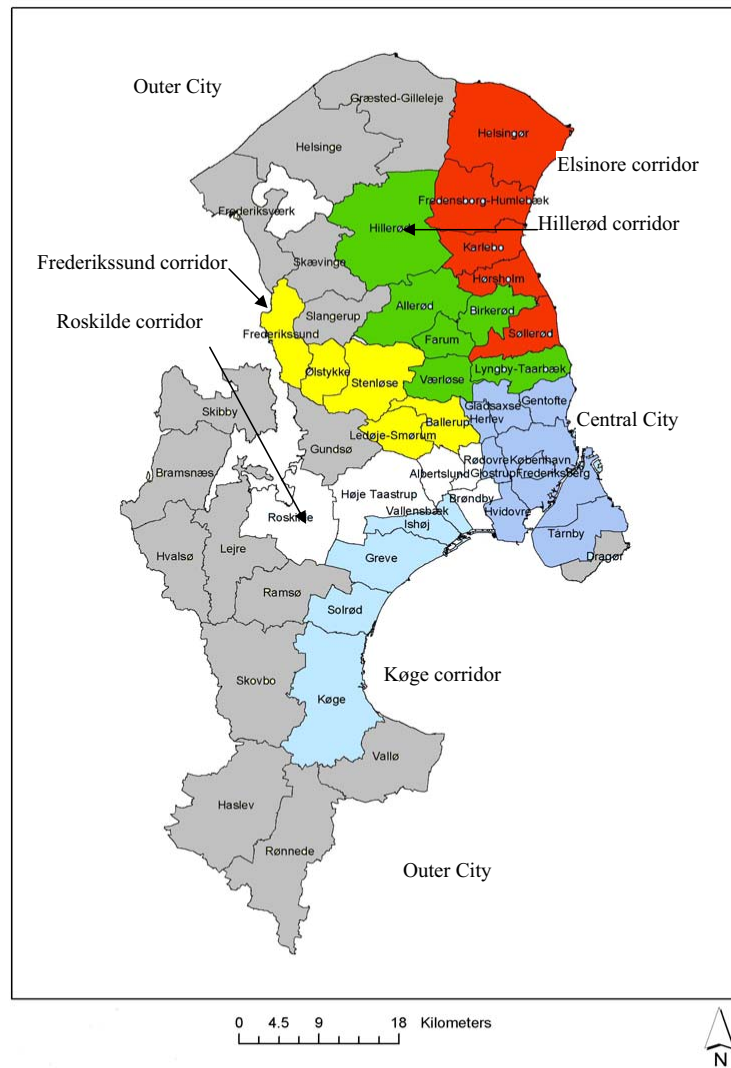 Outer City
Græsted-Gilleleje
Helsingør
Helsinge
Elsinore corridor
Fredensborg-Humlebæk
Frederiksværk
Hillerød
Hillerød corridor
Karlebo
Skævinge
Frederikssund corridor
Hørsholm
Allerød
Birkerød
Slangerup
Roskilde corridor
Frederikssund
Søllerød
Farum
Ølstykke
Stenløse
Værløse
Lyngby-Taarbæk
Gentofte
Gladsaxe
Skibby
Ballerup
Herlev
Central City
Ledøje-Smørum
Gundsø
Rødovre
København
Bramsnæs
Albertslund
Glostrup
Frederiksberg
Høje Taastrup
Brøndby
Vallensbæk
Hvidovre
Roskilde
Ishøj
Tårnby
Lejre
Hvalsø
Greve
Dragør
Ramsø
Solrød
Køge corridor
Skovbo
Køge
Vallø
Haslev
Rønnede
Outer City
0 4.5 9 18 Kilometers
N